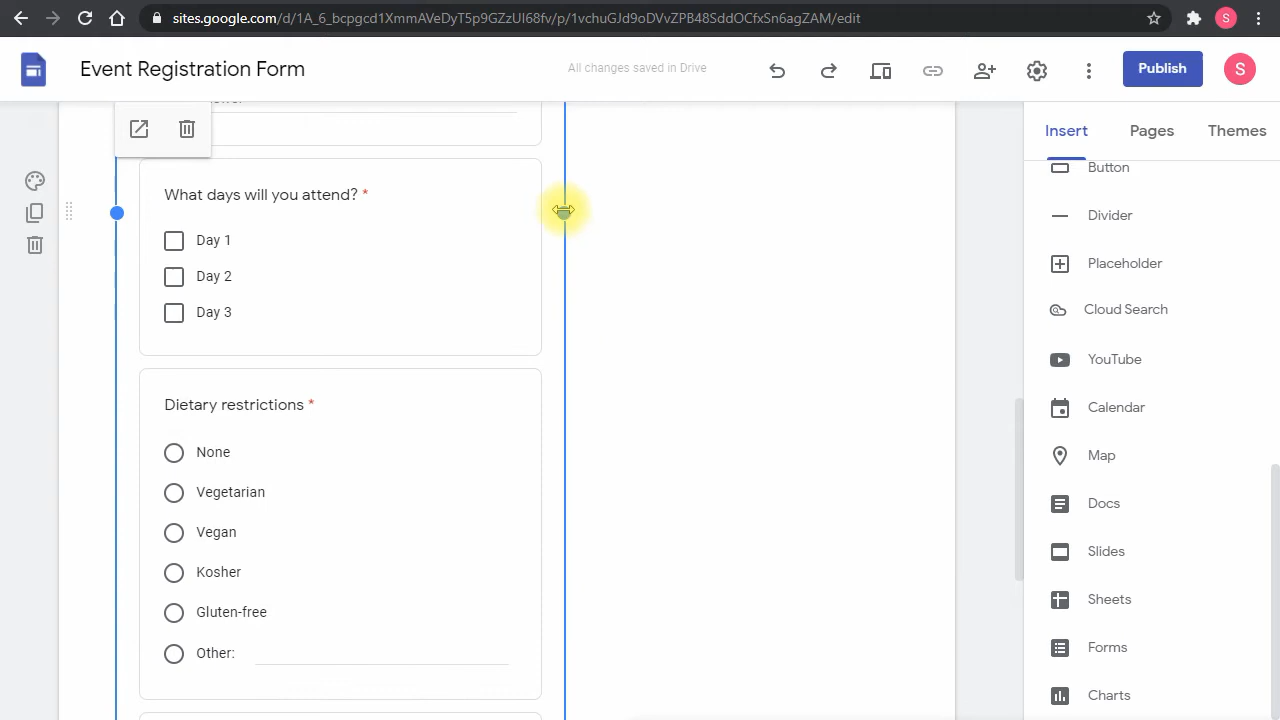 sites.google.com/d/1A_6_bcpgcd1XmmAVeDyT5p9GZzUI68fv/p/1vchuGJd9oDVvZPB48SddOCfxSn6agZAM/edit
S
Event Registration Form
All changes saved in Drive
Publish
S
Insert
Pages
Themes
What days will you attend? *
Day 1
Day 2
Day 3
Dietary restrictions *
None
Vegetarian
Vegan
Kosher
Gluten-free
Other:
Button
Divider
Placeholder
Cloud Search
YouTube
Calendar
Map
Docs
Slides
Sheets
Forms
Charts